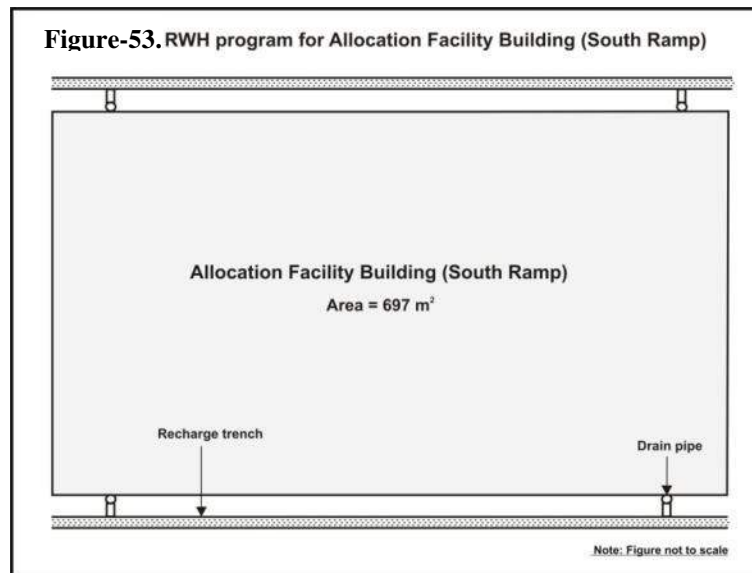 Figure-53. RWH program for Allocation Facility Building (South Ramp)
Allocation Facility Building (South Ramp)
Area = 697 m²
Recharge trench
Drain pipe
Note: Figure not to scale